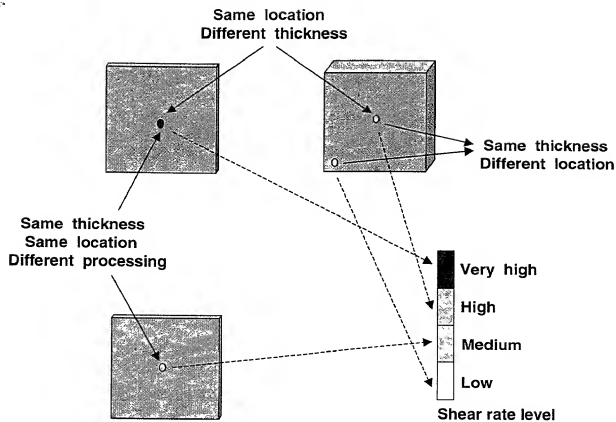 Same location
Different thickness
Same thickness
Different location
Same thickness
Same location
Different processing
Very high
High
Medium
Low
Shear rate level